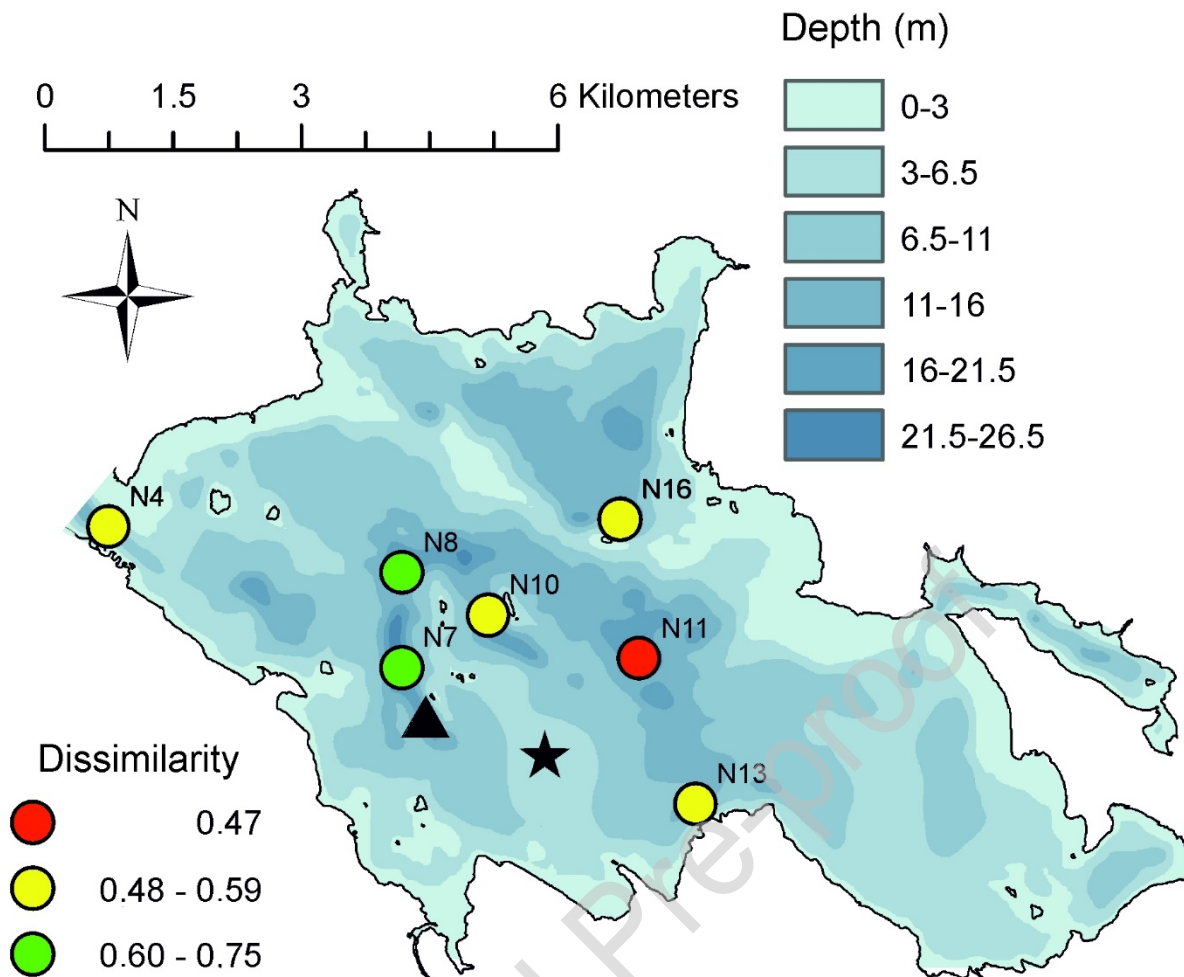 Depth (m)
0 1.5 3 6 Kilometers
0-3
3-6.5
6.5-11
11-16
16-21.5
21.5-26.5
N
N4
N16
N8
N10
N7
N11
N13
Dissimilarity
0.47
0.48 - 0.59
0.60 - 0.75
Pre-proof